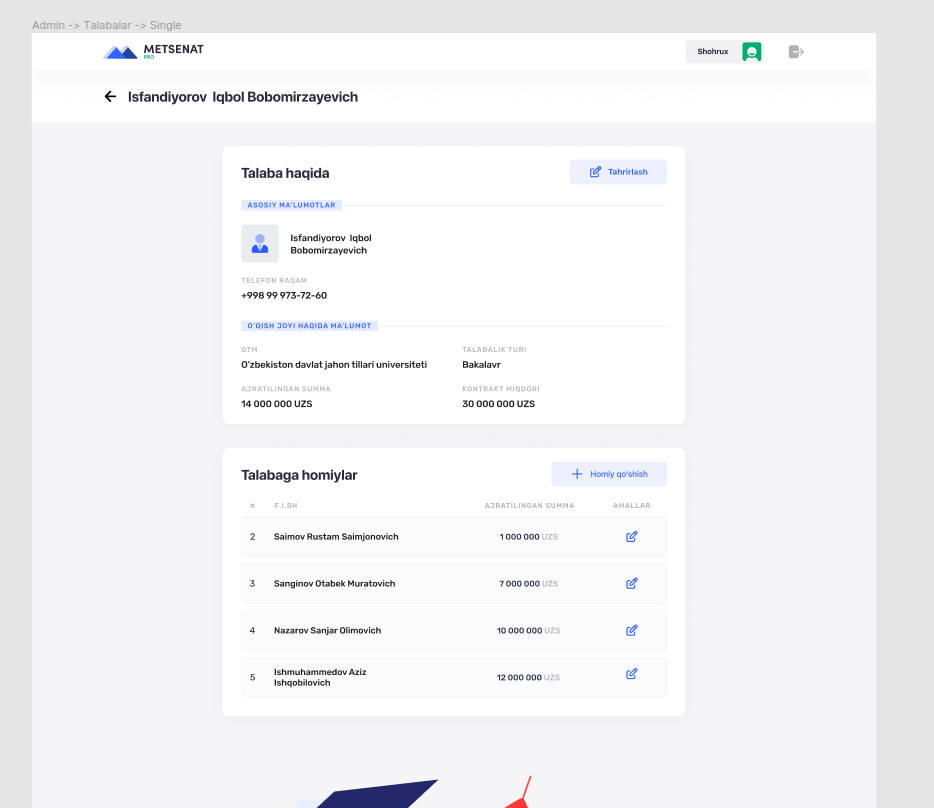 Admin -> Talabalar -> Single
METSENAT
PRO
Shohrux
Isfandiyorov Iqbol Bobomirzayevich
Talaba haqida
Tahrirlash
ASOSIY MA'LUMOTLAR
Isfandiyorov Iqbol
Bobomirzayevich
TELEFON RAQAM
+998 99 973-72-60
O'QISH JOYI HAQIDA MA'LUMOT
OTM
TALABALIK TURI
O'zbekiston davlat jahon tillari universiteti
Bakalavr
AJRATILINGAN SUMMA
KONTRAKT MIQDORI
14 000 000 UZS
30 000 000 UZS
Talabaga homiylar
Homiy qo'shish
# F.I.SH AJRATILINGAN SUMMA AMALLAR
2 Saimov Rustam Saimjonovich 1 000 000 UZS
3 Sanginov Otabek Muratovich 7 000 000 UZS
4 Nazarov Sanjar Olimovich 10 000 000 UZS
5 Ishmuhammedov Aziz
Ishqobilovich 12 000 000 UZS